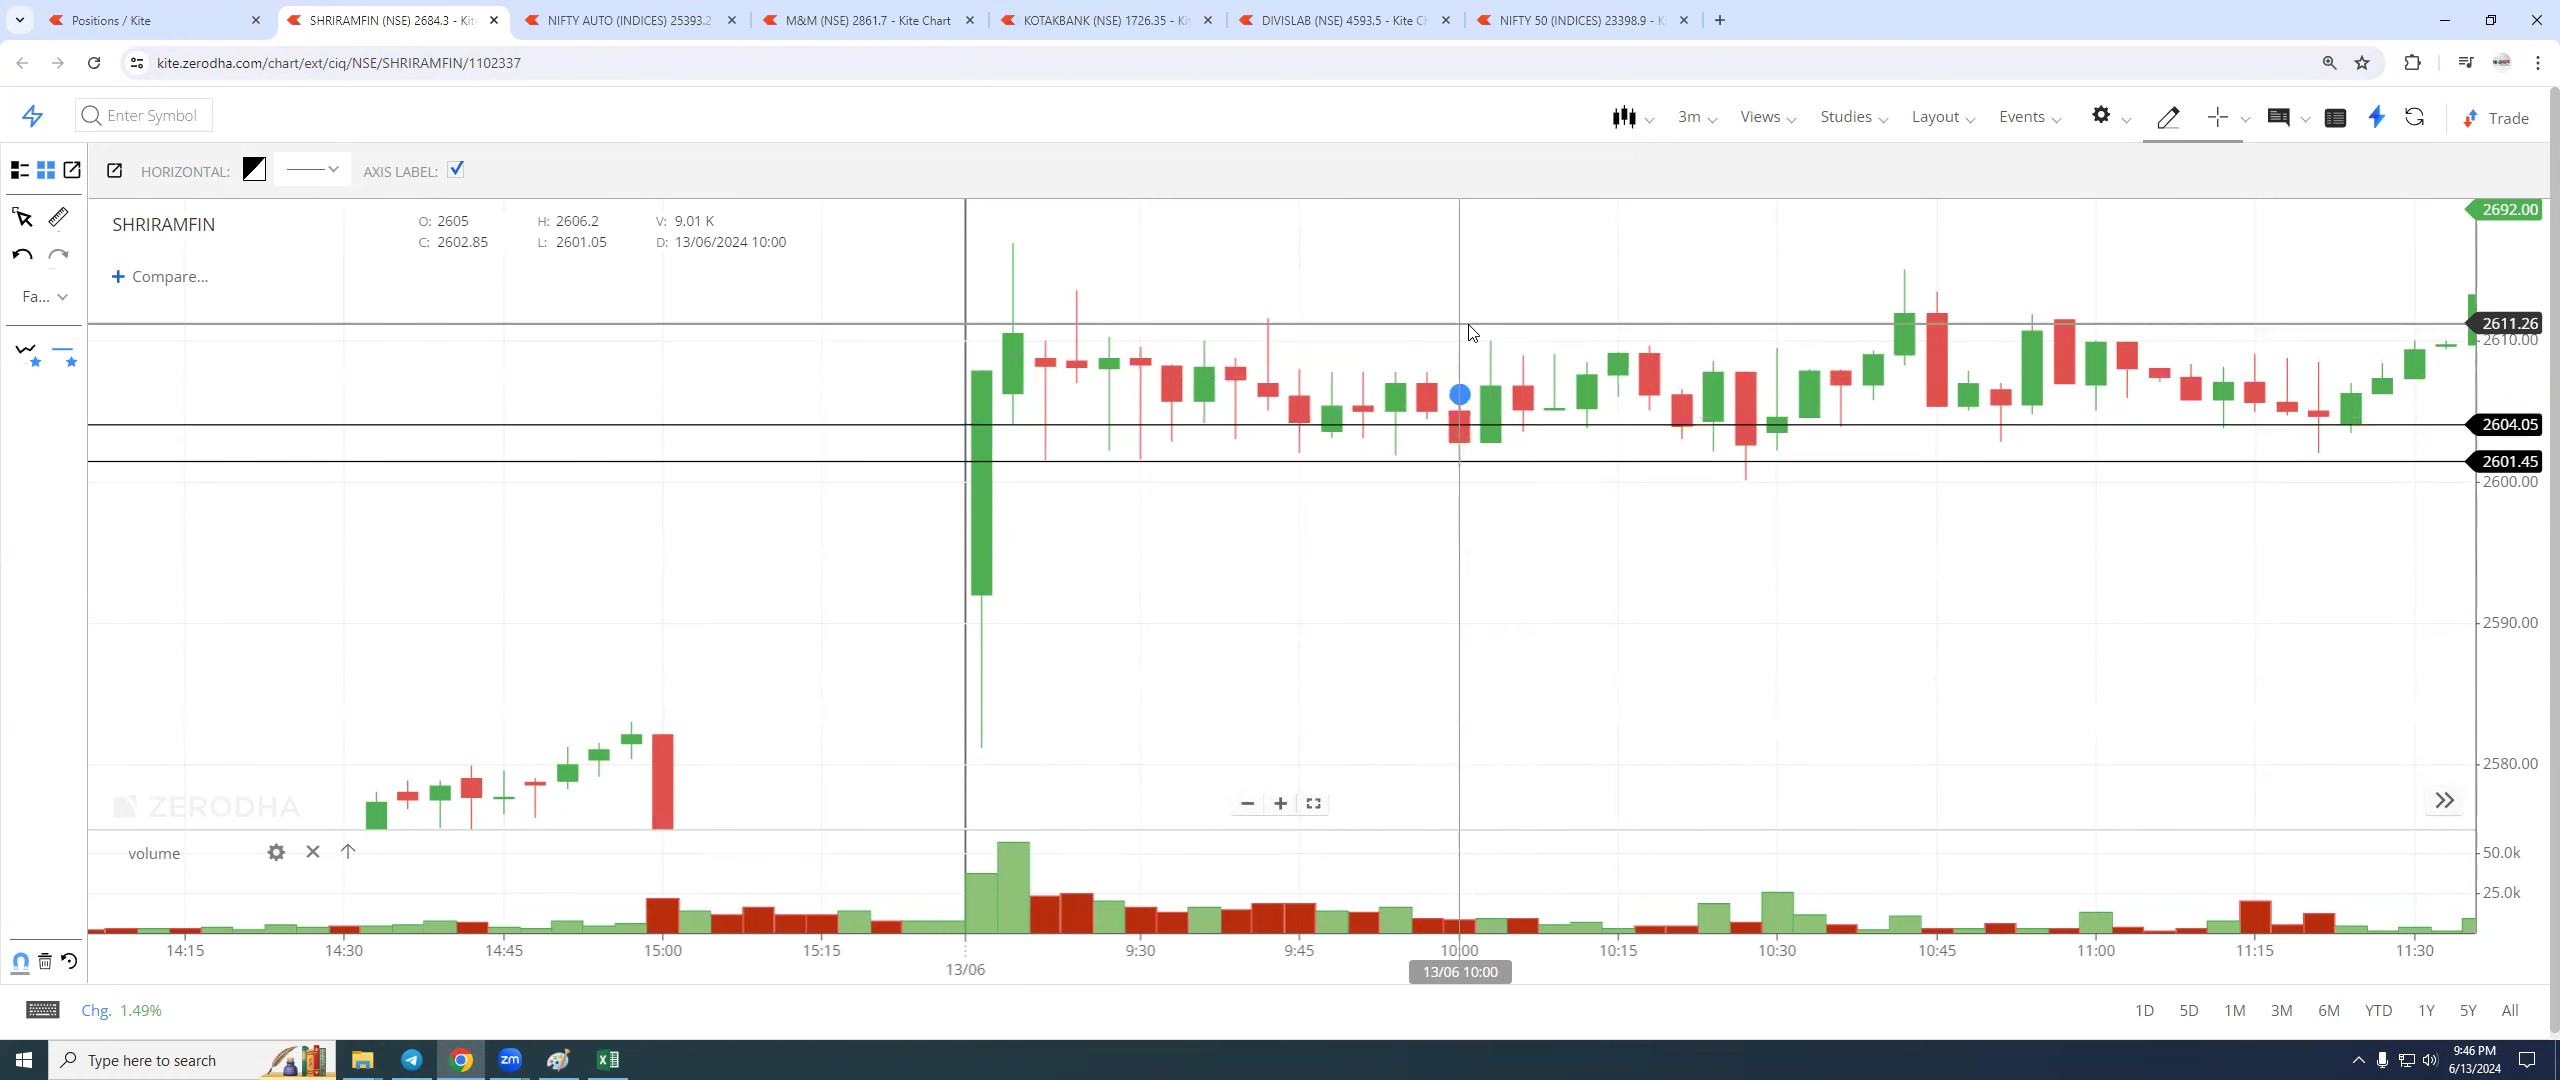 Positions / Kite
SHRIRAMFIN (NSE) 2684.3 - Kit
NIFTY AUTO (INDICES) 25393.2
M&M (NSE) 2861.7 - Kite Chart
KOTAKBANK (NSE) 1726.35 - Ki
DIVISLAB (NSE) 4593.5 - Kite Cl
NIFTY 50 (INDICES) 23398.9 - K
kite.zerodha.com/chart/ext/ciq/NSE/SHRIRAMFIN/1102337
Enter Symbol
3m
Views
Studies
Layout
Events
Trade
HORIZONTAL:
AXIS LABEL:
SHRIRAMFIN
O: 2605
H: 2606.2
V: 9.01 K
C: 2602.85
L: 2601.05
D: 13/06/2024 10:00
+ Compare...
Fa...
2692.00
2611.26
2610.00
2604.05
2601.45
2600.00
2590.00
2580.00
ZERODHA
volume
50.0k
25.0k
14:15
14:30
14:45
15:00
15:15
13/06
9:30
9:45
10:00
10:15
10:30
10:45
11:00
11:15
11:30
13/06 10:00
Chg. 1.49%
1D
5D
1M
3M
6M
YTD
1Y
5Y
All
Type here to search
zm
9:46 PM
6/13/2024